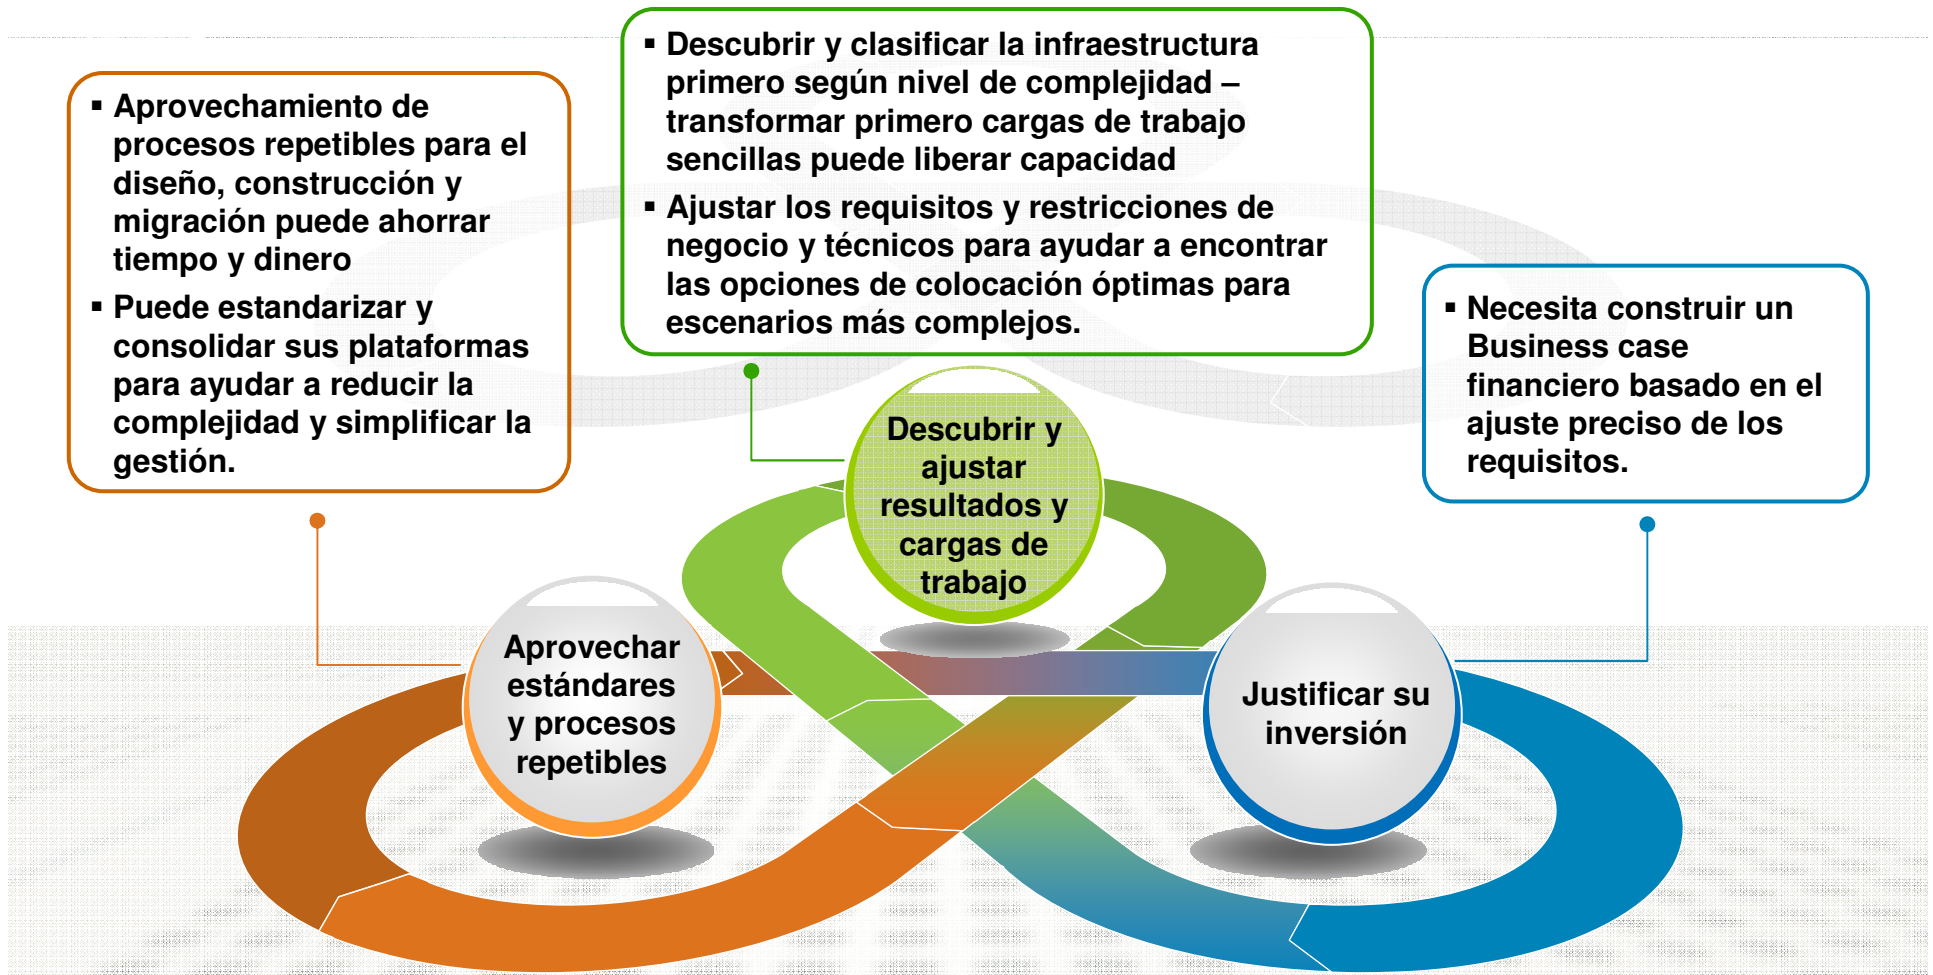 ▪ Aprovechamiento de
procesos repetibles para el
diseño, construcción y
migración puede ahorrar
tiempo y dinero
▪ Puede estandarizar y
consolidar sus plataformas
para ayudar a reducir la
complejidad y simplificar la
gestión.
▪ Descubrir y clasificar la infraestructura
primero según nivel de complejidad –
transformar primero cargas de trabajo
sencillas puede liberar capacidad
▪ Ajustar los requisitos y restricciones de
negocio y técnicos para ayudar a encontrar
las opciones de colocación óptimas para
escenarios más complejos.
▪ Necesita construir un
Business case
financiero basado en el
ajuste preciso de los
requisitos.
Descubrir y
ajustar
resultados y
cargas de
trabajo
Aprovechar
estándares
y procesos
repetibles
Justificar su
inversión